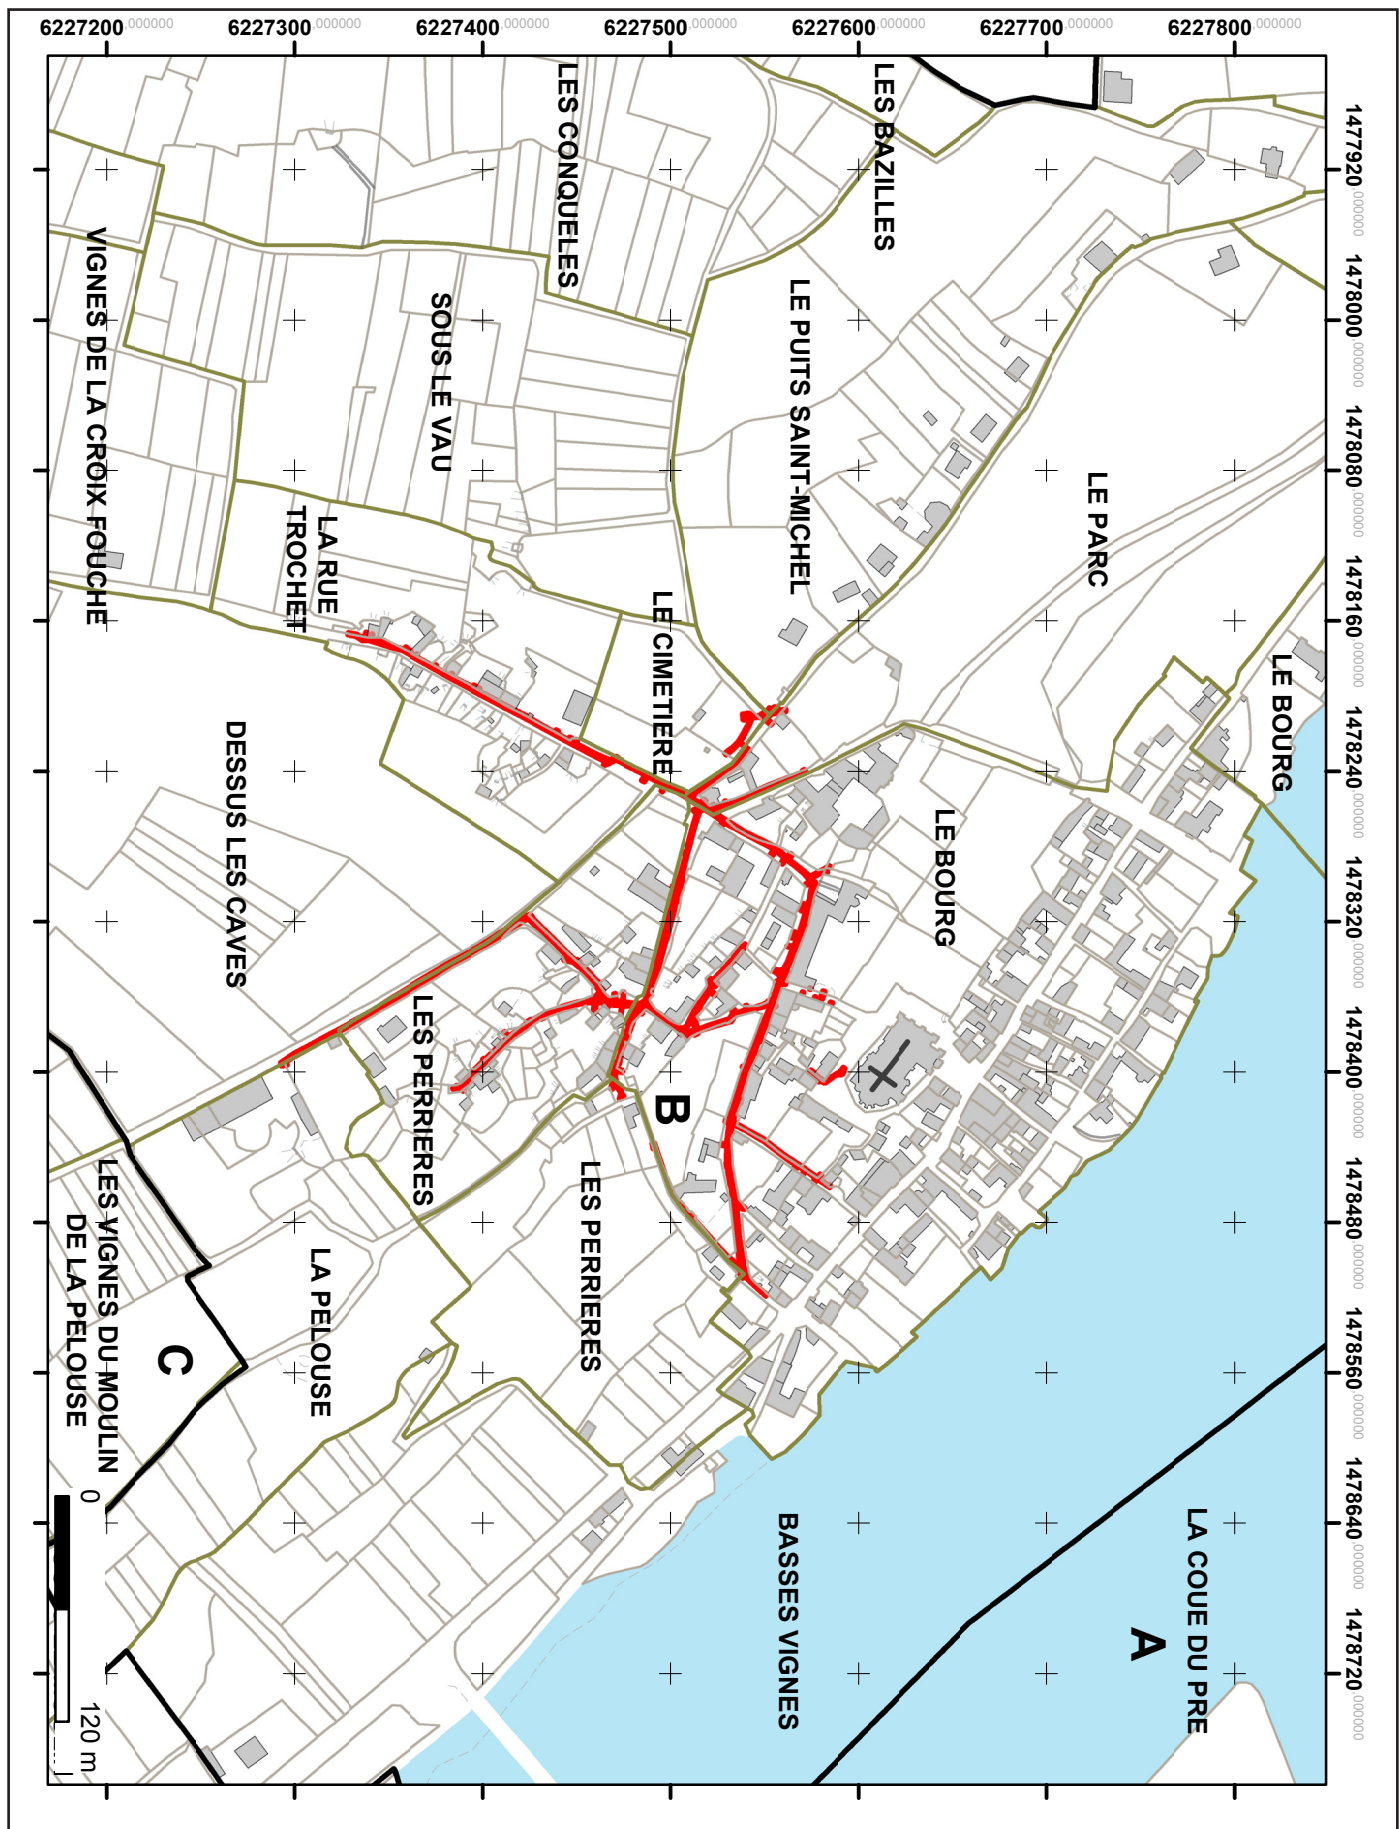 6227200,000000
6227300,000000
6227400,000000
6227500,000000
6227600,000000
6227700,000000
6227800,000000
1477920,000000
1478000,000000
1478080,000000
1478160,000000
1478240,000000
1478320,000000
1478400,000000
1478480,000000
1478560,000000
1478640,000000
1478720,000000
LES CONQUELES
LES BAZILLES
VIGNES DE LA CROIX FOUCHE
SOUS LE VAU
LE PUITS SAINT-MICHEL
LE PARC
LA RUE
TROCHET
LE CIMETIERE
LE BOURG
DESSUS LES CAVES
LE BOURG
LES PERRIERES
B
LES PERRIERES
LES VIGNES DU MOULIN
DE LA PELOUSE
LA PELOUSE
C
BASSES VIGNES
LA COUE DU PRE
A
0
120 m